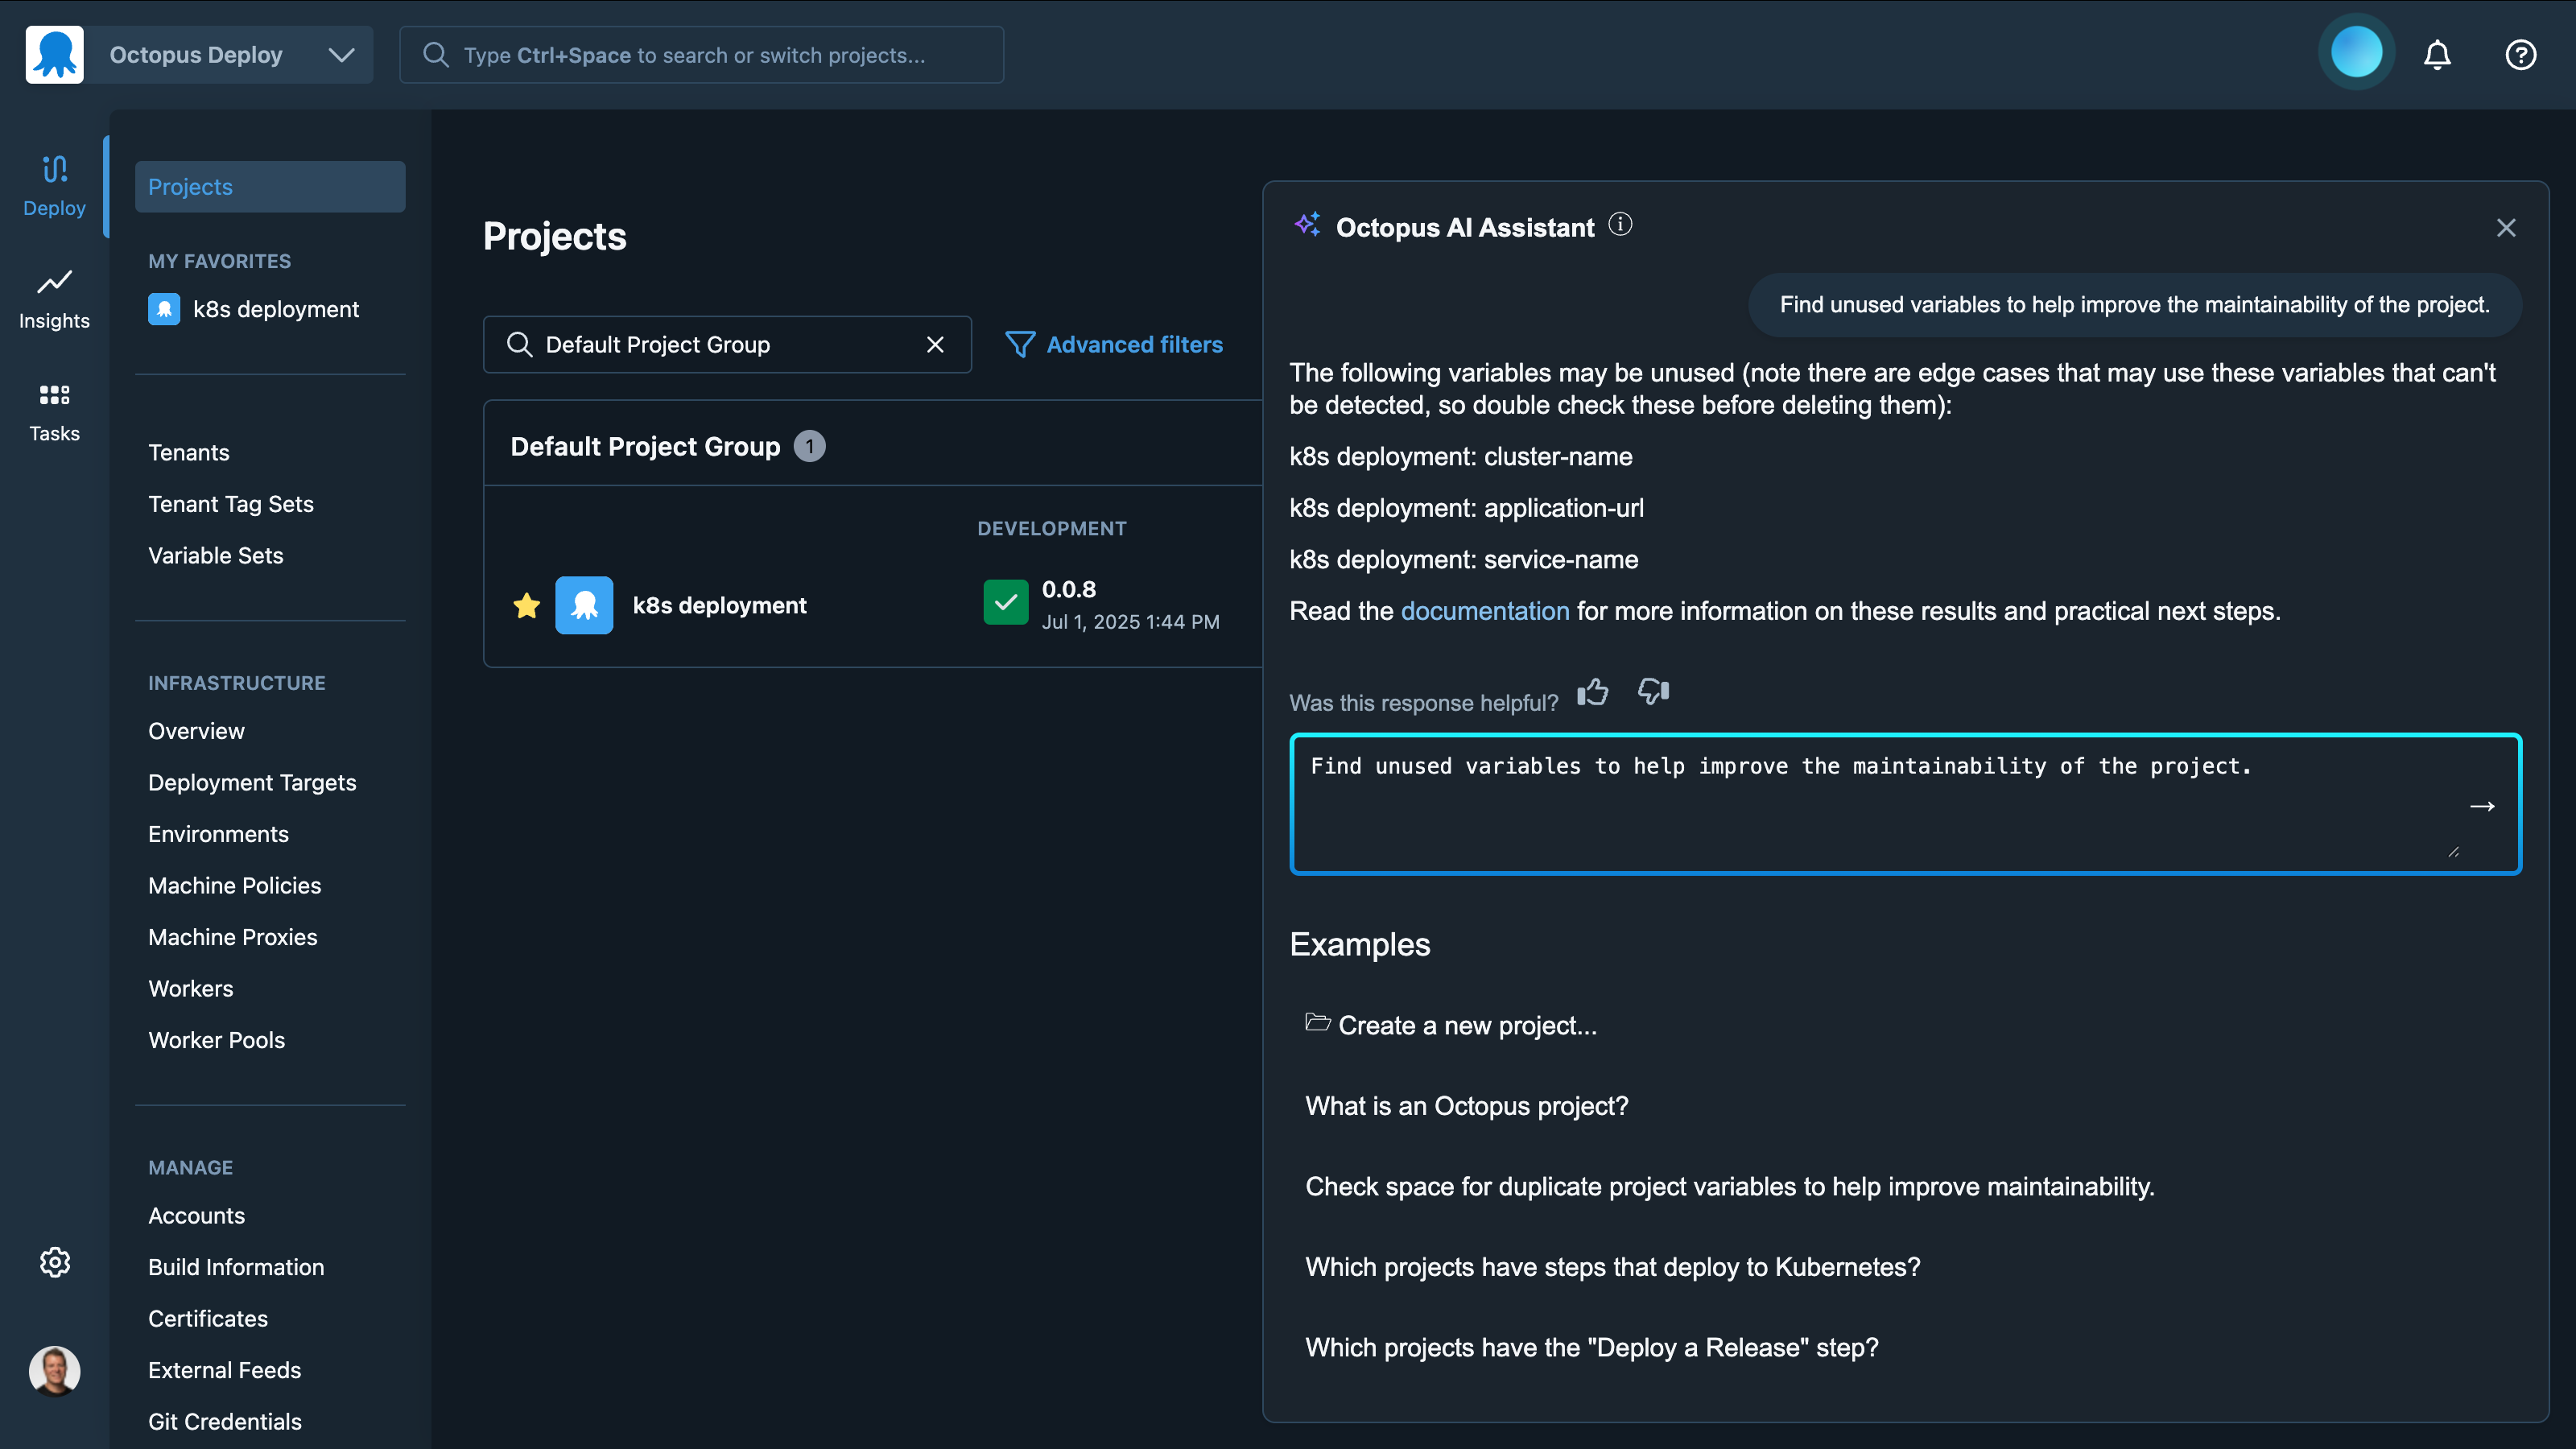 Octopus Deploy
Type Ctrl+Space to search or switch projects...
Deploy
Insights
Tasks
Projects
MY FAVORITES
k8s deployment
Tenants
Tenant Tag Sets
Variable Sets
INFRASTRUCTURE
Overview
Deployment Targets
Environments
Machine Policies
Machine Proxies
Workers
Worker Pools
MANAGE
Accounts
Build Information
Certificates
External Feeds
Git Credentials
Projects
Default Project Group
Advanced filters
Default Project Group 1
DEVELOPMENT
k8s deployment
0.0.8
Jul 1, 2025 1:44 PM
Octopus AI Assistant
Find unused variables to help improve the maintainability of the project.
The following variables may be unused (note there are edge cases that may use these variables that can't
be detected, so double check these before deleting them):
k8s deployment: cluster-name
k8s deployment: application-url
k8s deployment: service-name
Read the documentation for more information on these results and practical next steps.
Was this response helpful?
Find unused variables to help improve the maintainability of the project.
Examples
Create a new project...
What is an Octopus project?
Check space for duplicate project variables to help improve maintainability.
Which projects have steps that deploy to Kubernetes?
Which projects have the "Deploy a Release" step?